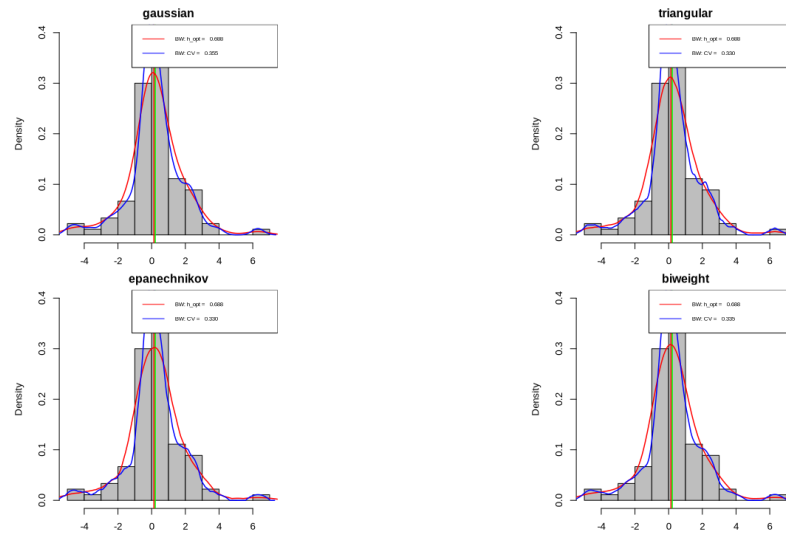 gaussian
0.4
BW: h_opt = 0.688
BW: CV = 0.355
0.3
Density
0.2
0.1
0.0
-4 -2 0 2 4 6
triangular
0.4
BW: h_opt = 0.688
BW: CV = 0.330
0.3
Density
0.2
0.1
0.0
-4 -2 0 2 4 6
epanechnikov
0.4
BW: h_opt = 0.688
BW: CV = 0.330
0.3
Density
0.2
0.1
0.0
-4 -2 0 2 4 6
biweight
0.4
BW: h_opt = 0.688
BW: CV = 0.335
0.3
Density
0.2
0.1
0.0
-4 -2 0 2 4 6